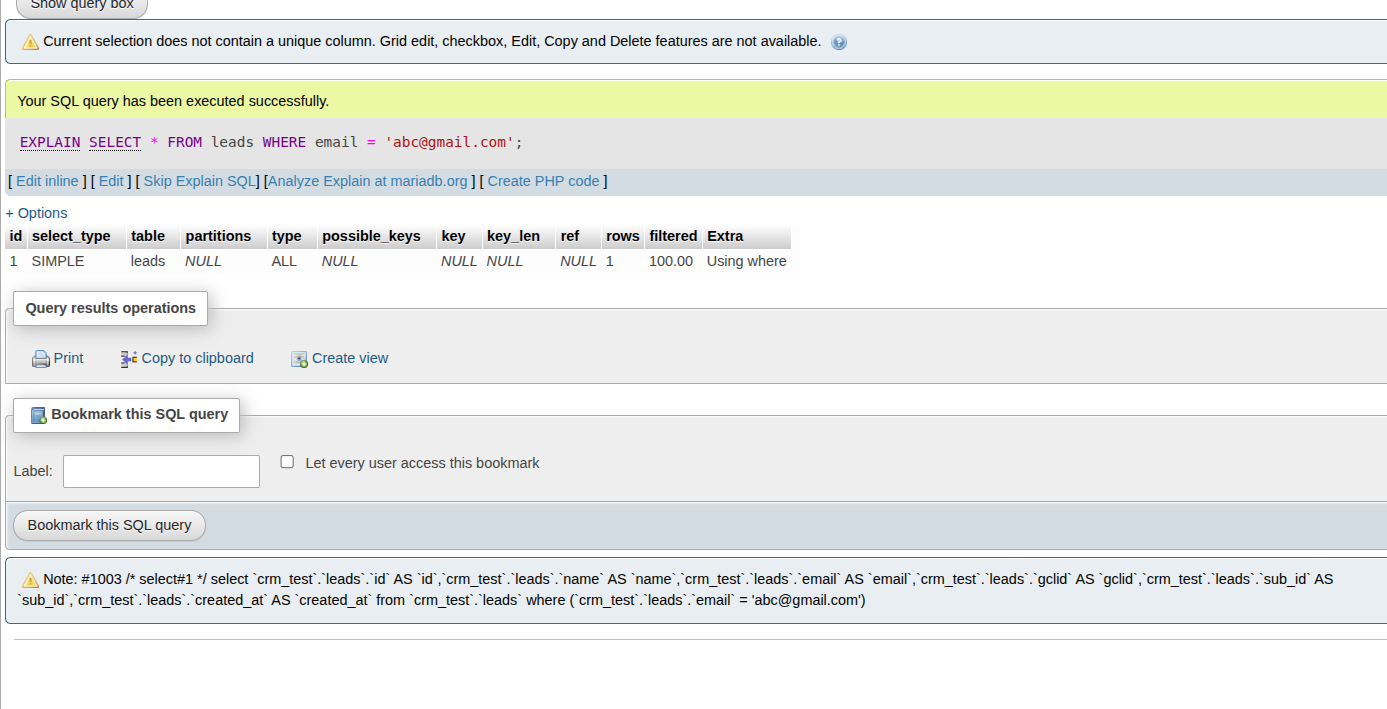 Show query box
Current selection does not contain a unique column. Grid edit, checkbox, Edit, Copy and Delete features are not available.
Your SQL query has been executed successfully.
EXPLAIN SELECT * FROM leads WHERE email = 'abc@gmail.com';
[ Edit inline ] [ Edit ] [ Skip Explain SQL] [Analyze Explain at mariadb.org ] [ Create PHP code ]
+ Options
id select_type table partitions type possible_keys key key_len ref rows filtered Extra
1 SIMPLE leads NULL ALL NULL NULL NULL NULL 1 100.00 Using where
Query results operations
Print Copy to clipboard Create view
Bookmark this SQL query
Label: Let every user access this bookmark
Bookmark this SQL query
Note: #1003 /* select#1 */ select `crm_test`.`leads`.`id` AS `id`,`crm_test`.`leads`.`name` AS `name`,`crm_test`.`leads`.`email` AS `email`,`crm_test`.`leads`.`gclid` AS `gclid`,`crm_test`.`leads`.`sub_id` AS
`sub_id`,`crm_test`.`leads`.`created_at` AS `created_at` from `crm_test`.`leads` where (`crm_test`.`leads`.`email` = 'abc@gmail.com')